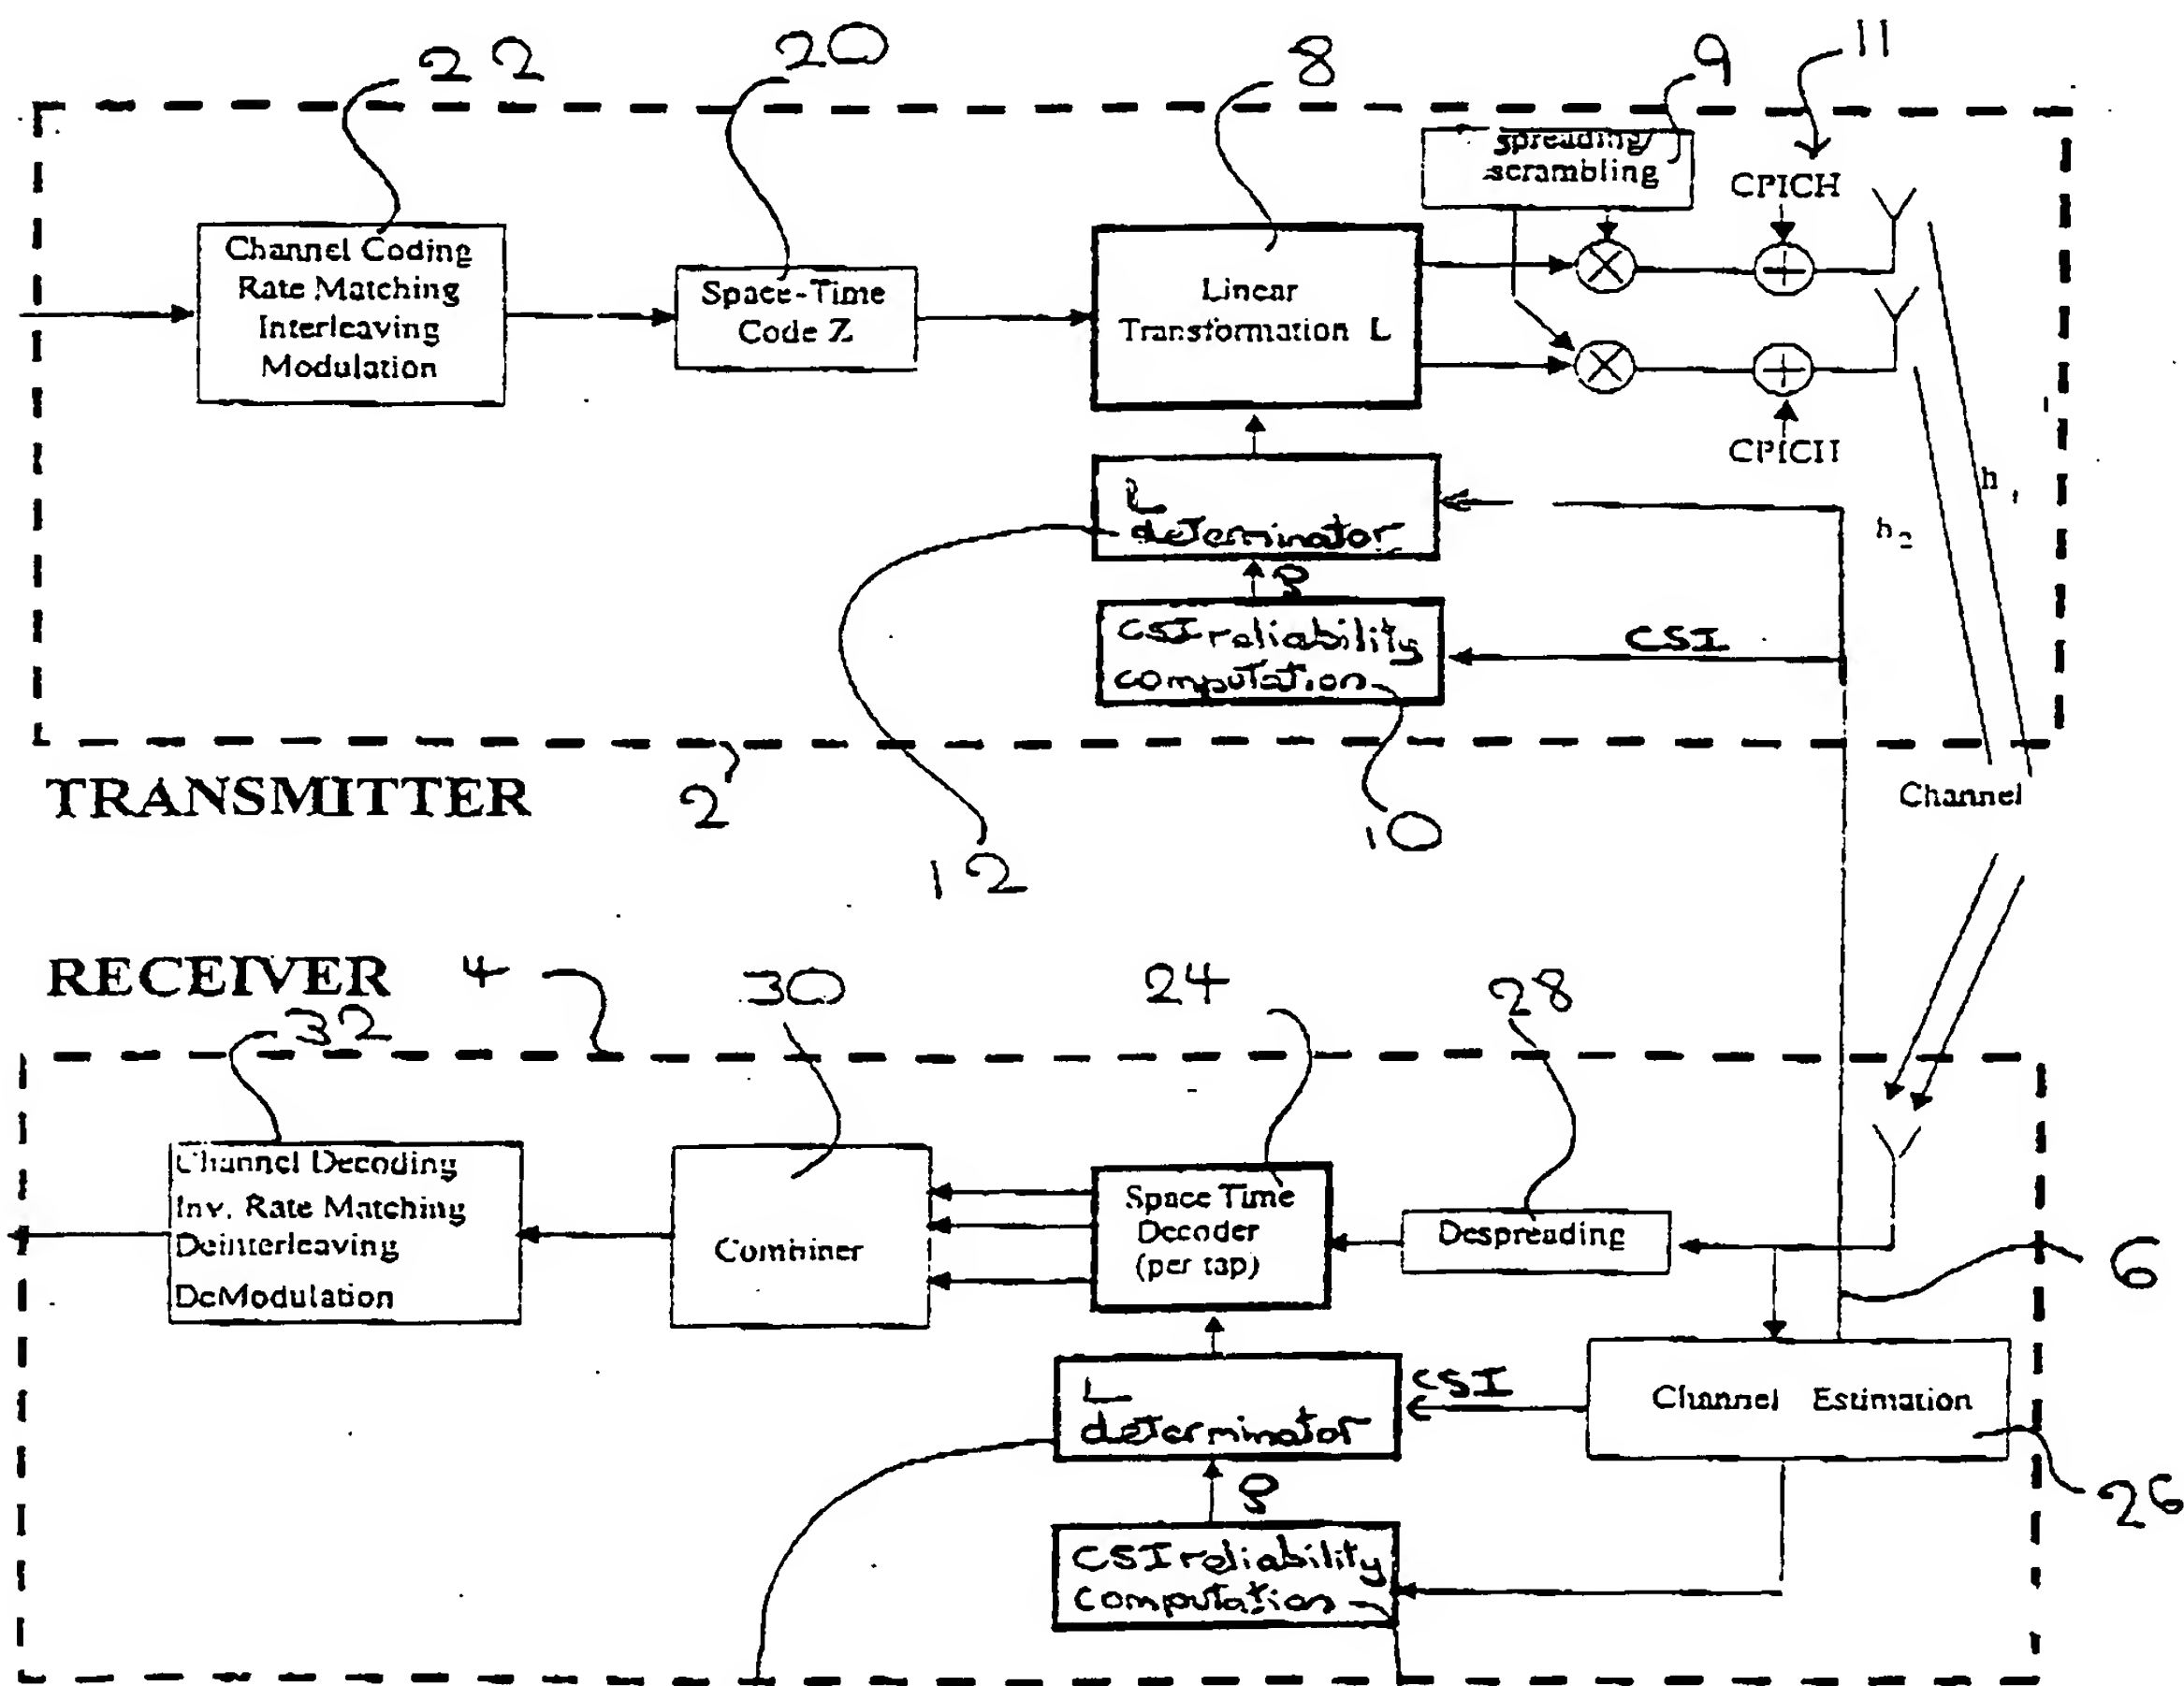 22
20
8
9
11
spreading/
scrambling
CPICH
Channel Coding
Rate Matching
Interleaving
Modulation
Space-Time
Code Z
Linear
Transformation L
CPICH
L
determinator
h1
h2
ρ
CSI reliability
computation
CSI
TRANSMITTER
2
12
10
Channel
RECEIVER
4
32
30
24
28
Channel Decoding
Inv. Rate Matching
Deinterleaving
DeModulation
Combiner
Space Time
Decoder
(per tap)
Despreading
6
L
determinator
CSI
Channel Estimation
26
ρ
CSI reliability
computation